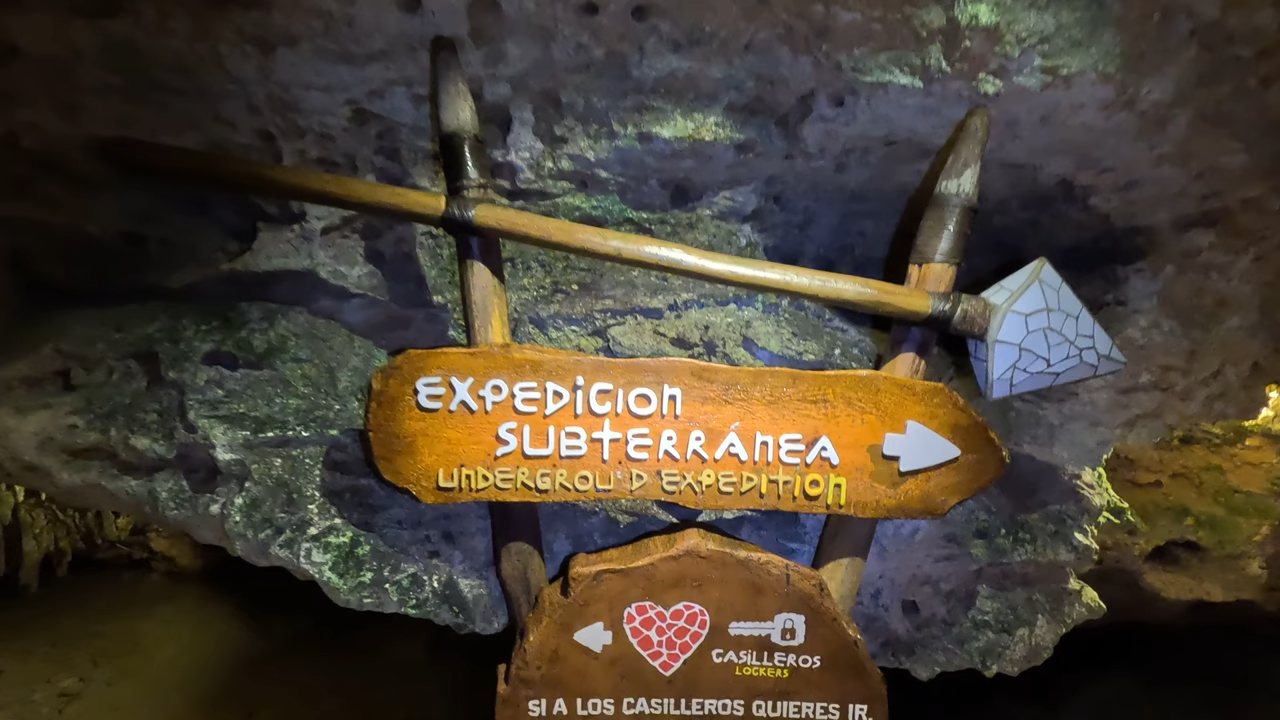 EXPEDICION
SUBTERRÁNEA
UNDERGROU D EXPEDITION
CASILLEROS
LOCKERS
SI A LOS CASILLEROS QUIERES IR,